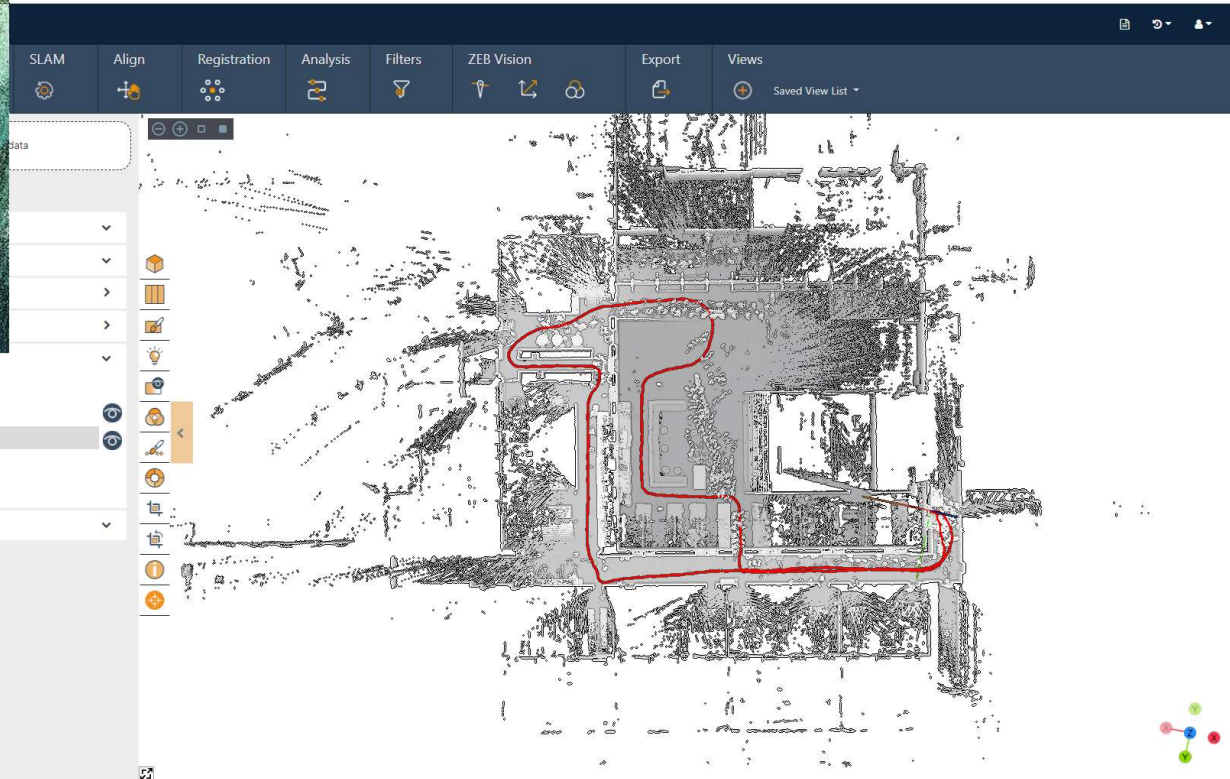 SLAM Align Registration Analysis Filters ZEB Vision Export Views
Saved View List
data
Y
X
Z
X
Y